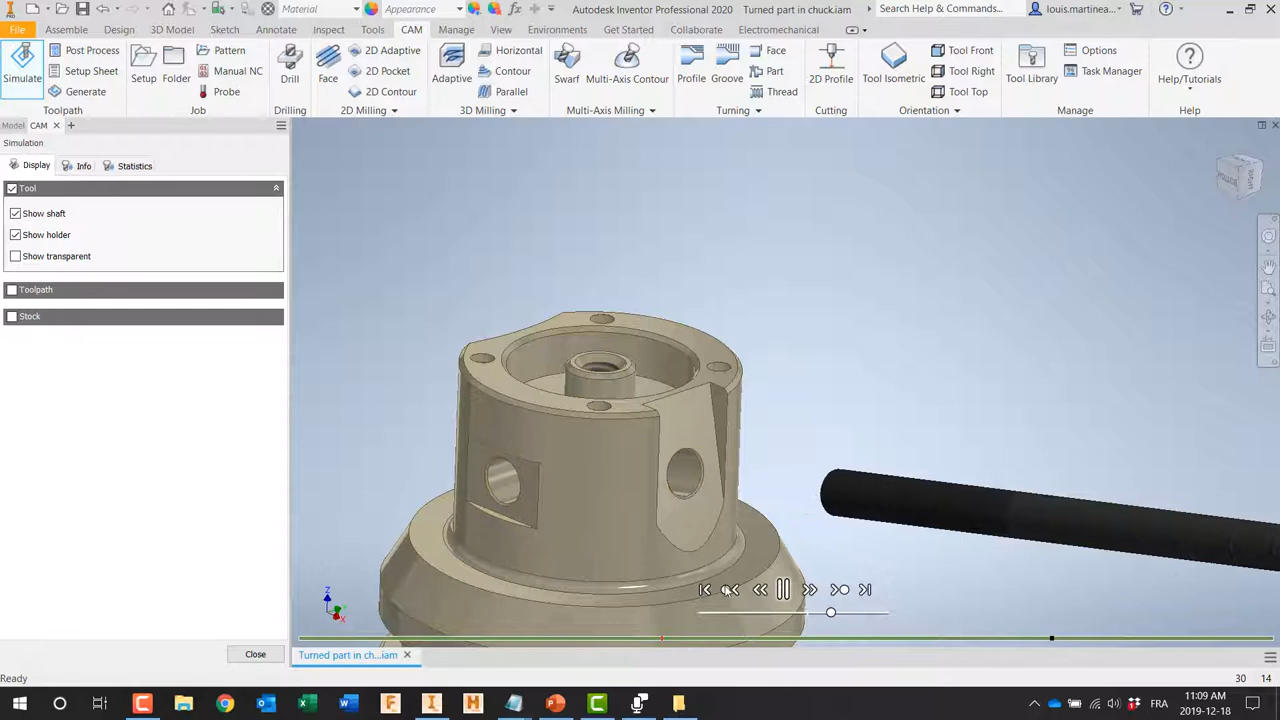 Material
Appearance
Autodesk Inventor Professional 2020   Turned part in chuck.iam
Search Help & Commands...
louis.martinea...
File
Assemble
Design
3D Model
Sketch
Annotate
Inspect
Tools
CAM
Manage
View
Environments
Get Started
Collaborate
Electromechanical
Simulate
Post Process
Setup Sheet
Generate
Toolpath
Setup
Folder
Pattern
Manual NC
Probe
Job
Drill
Drilling
Face
2D Adaptive
2D Pocket
2D Contour
2D Milling
Adaptive
Horizontal
Contour
Parallel
3D Milling
Swarf
Multi-Axis Contour
Multi-Axis Milling
Profile
Groove
Face
Part
Thread
Turning
2D Profile
Cutting
Tool Isometric
Tool Front
Tool Right
Tool Top
Orientation
Tool Library
Options
Task Manager
Manage
Help/Tutorials
Help
Model
CAM
Simulation
Display
Info
Statistics
Tool
Show shaft
Show holder
Show transparent
Toolpath
Stock
Close
Z
X
Turned part in ch...iam
Ready
30
14
FRA
11:09 AM
2019-12-18